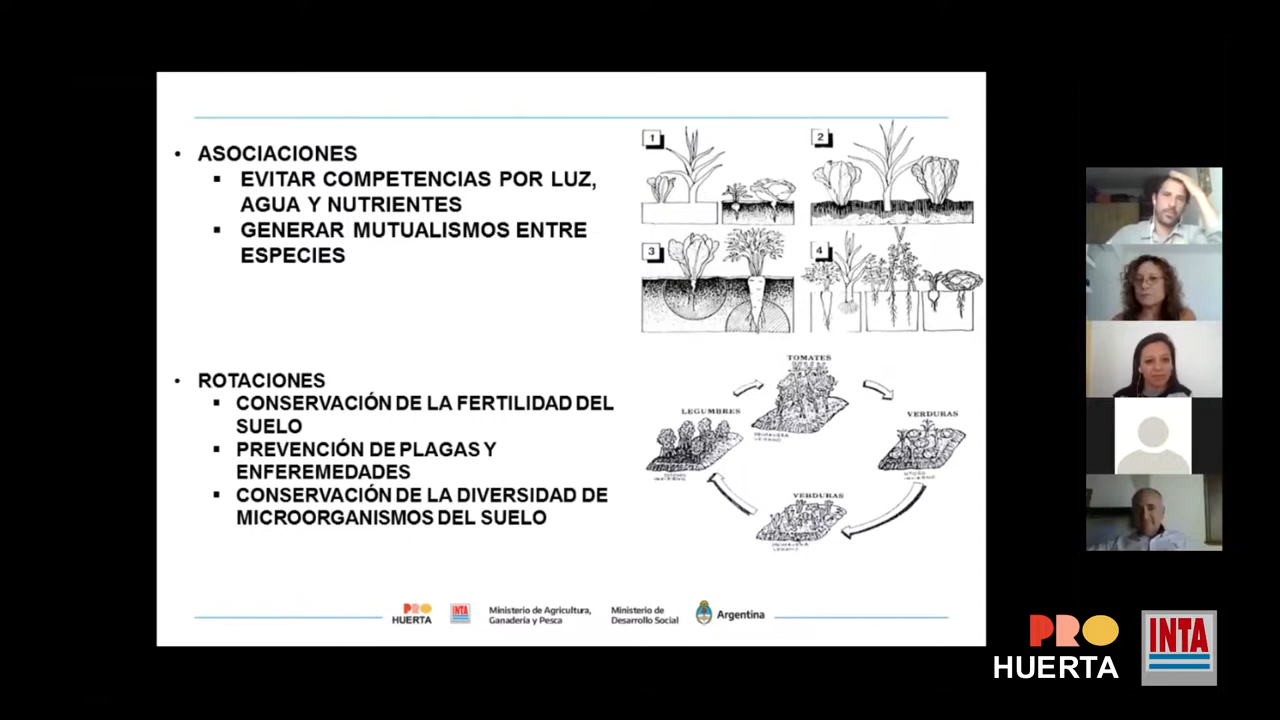 ASOCIACIONES
EVITAR COMPETENCIAS POR LUZ,
AGUA Y NUTRIENTES
GENERAR MUTUALISMOS ENTRE
ESPECIES
1
2
3
4
ROTACIONES
CONSERVACIÓN DE LA FERTILIDAD DEL
SUELO
PREVENCIÓN DE PLAGAS Y
ENFEREMEDADES
CONSERVACIÓN DE LA DIVERSIDAD DE
MICROORGANISMOS DEL SUELO
TOMATES
LEGUMBRES
VERDURAS
VERDURAS
PRO
HUERTA
INTA
Ministerio de Agricultura,
Ganadería y Pesca
Ministerio de
Desarrollo Social
Argentina
PRO
HUERTA
INTA